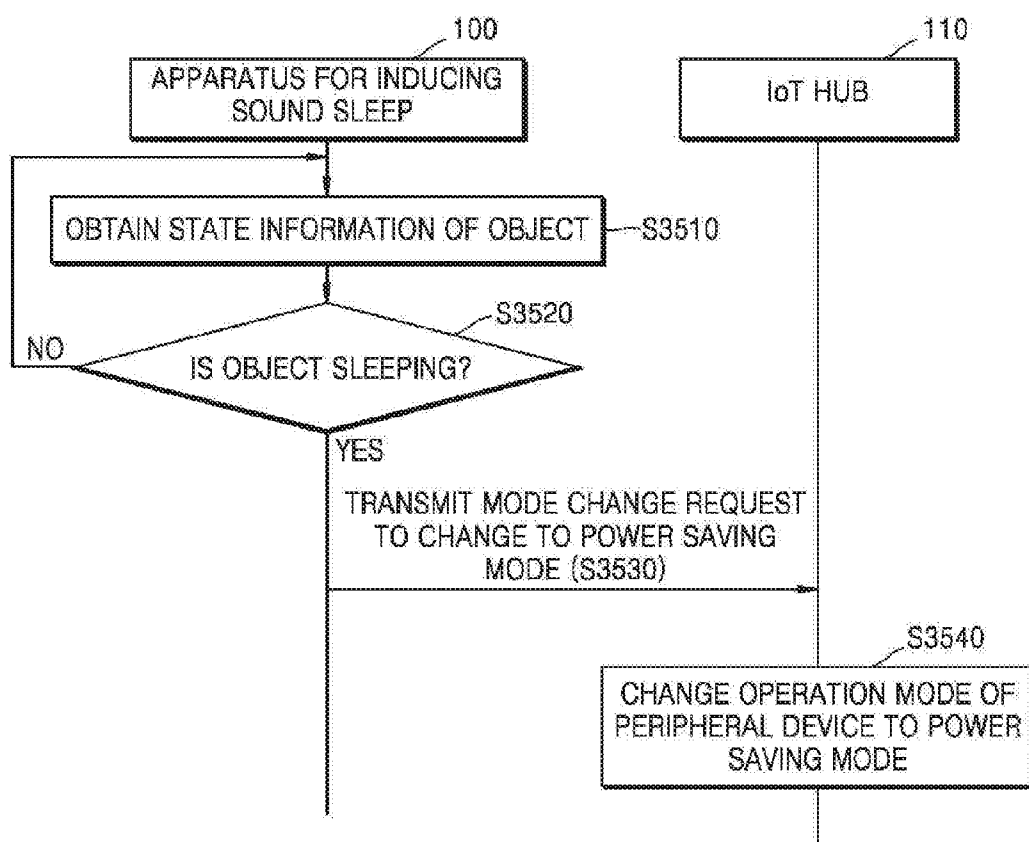 100
110
APPARATUS FOR INDUCING
SOUND SLEEP
IoT HUB
OBTAIN STATE INFORMATION OF OBJECT
S3510
S3520
NO
IS OBJECT SLEEPING?
YES
TRANSMIT MODE CHANGE REQUEST
TO CHANGE TO POWER SAVING
MODE (S3530)
S3540
CHANGE OPERATION MODE OF
PERIPHERAL DEVICE TO POWER
SAVING MODE